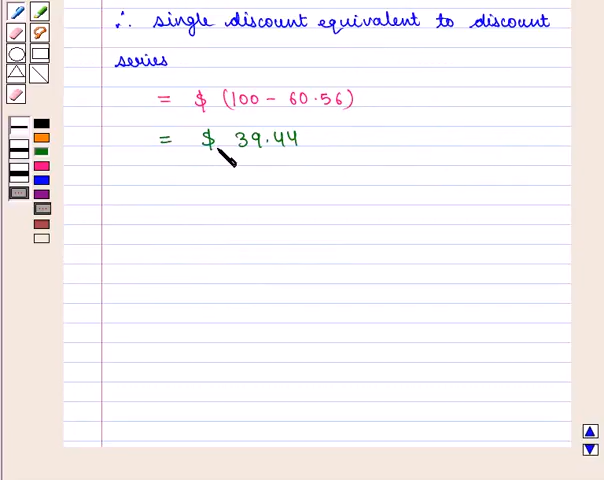 ∴ single discount equivalent to discount
series
= $ (100 - 60.56)
= $ 39.44